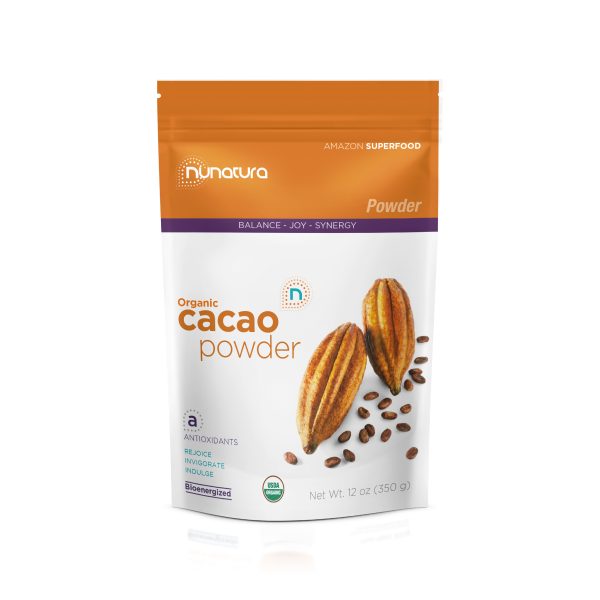 AMAZON SUPERFOOD
nunatura
Powder
BALANCE - JOY - SYNERGY
n
Organic
cacao
powder
a
ANTIOXIDANTS
REJOICE
INVIGORATE
INDULGE
Bioenergized
USDA
ORGANIC
Net Wt. 12 oz (350 g)